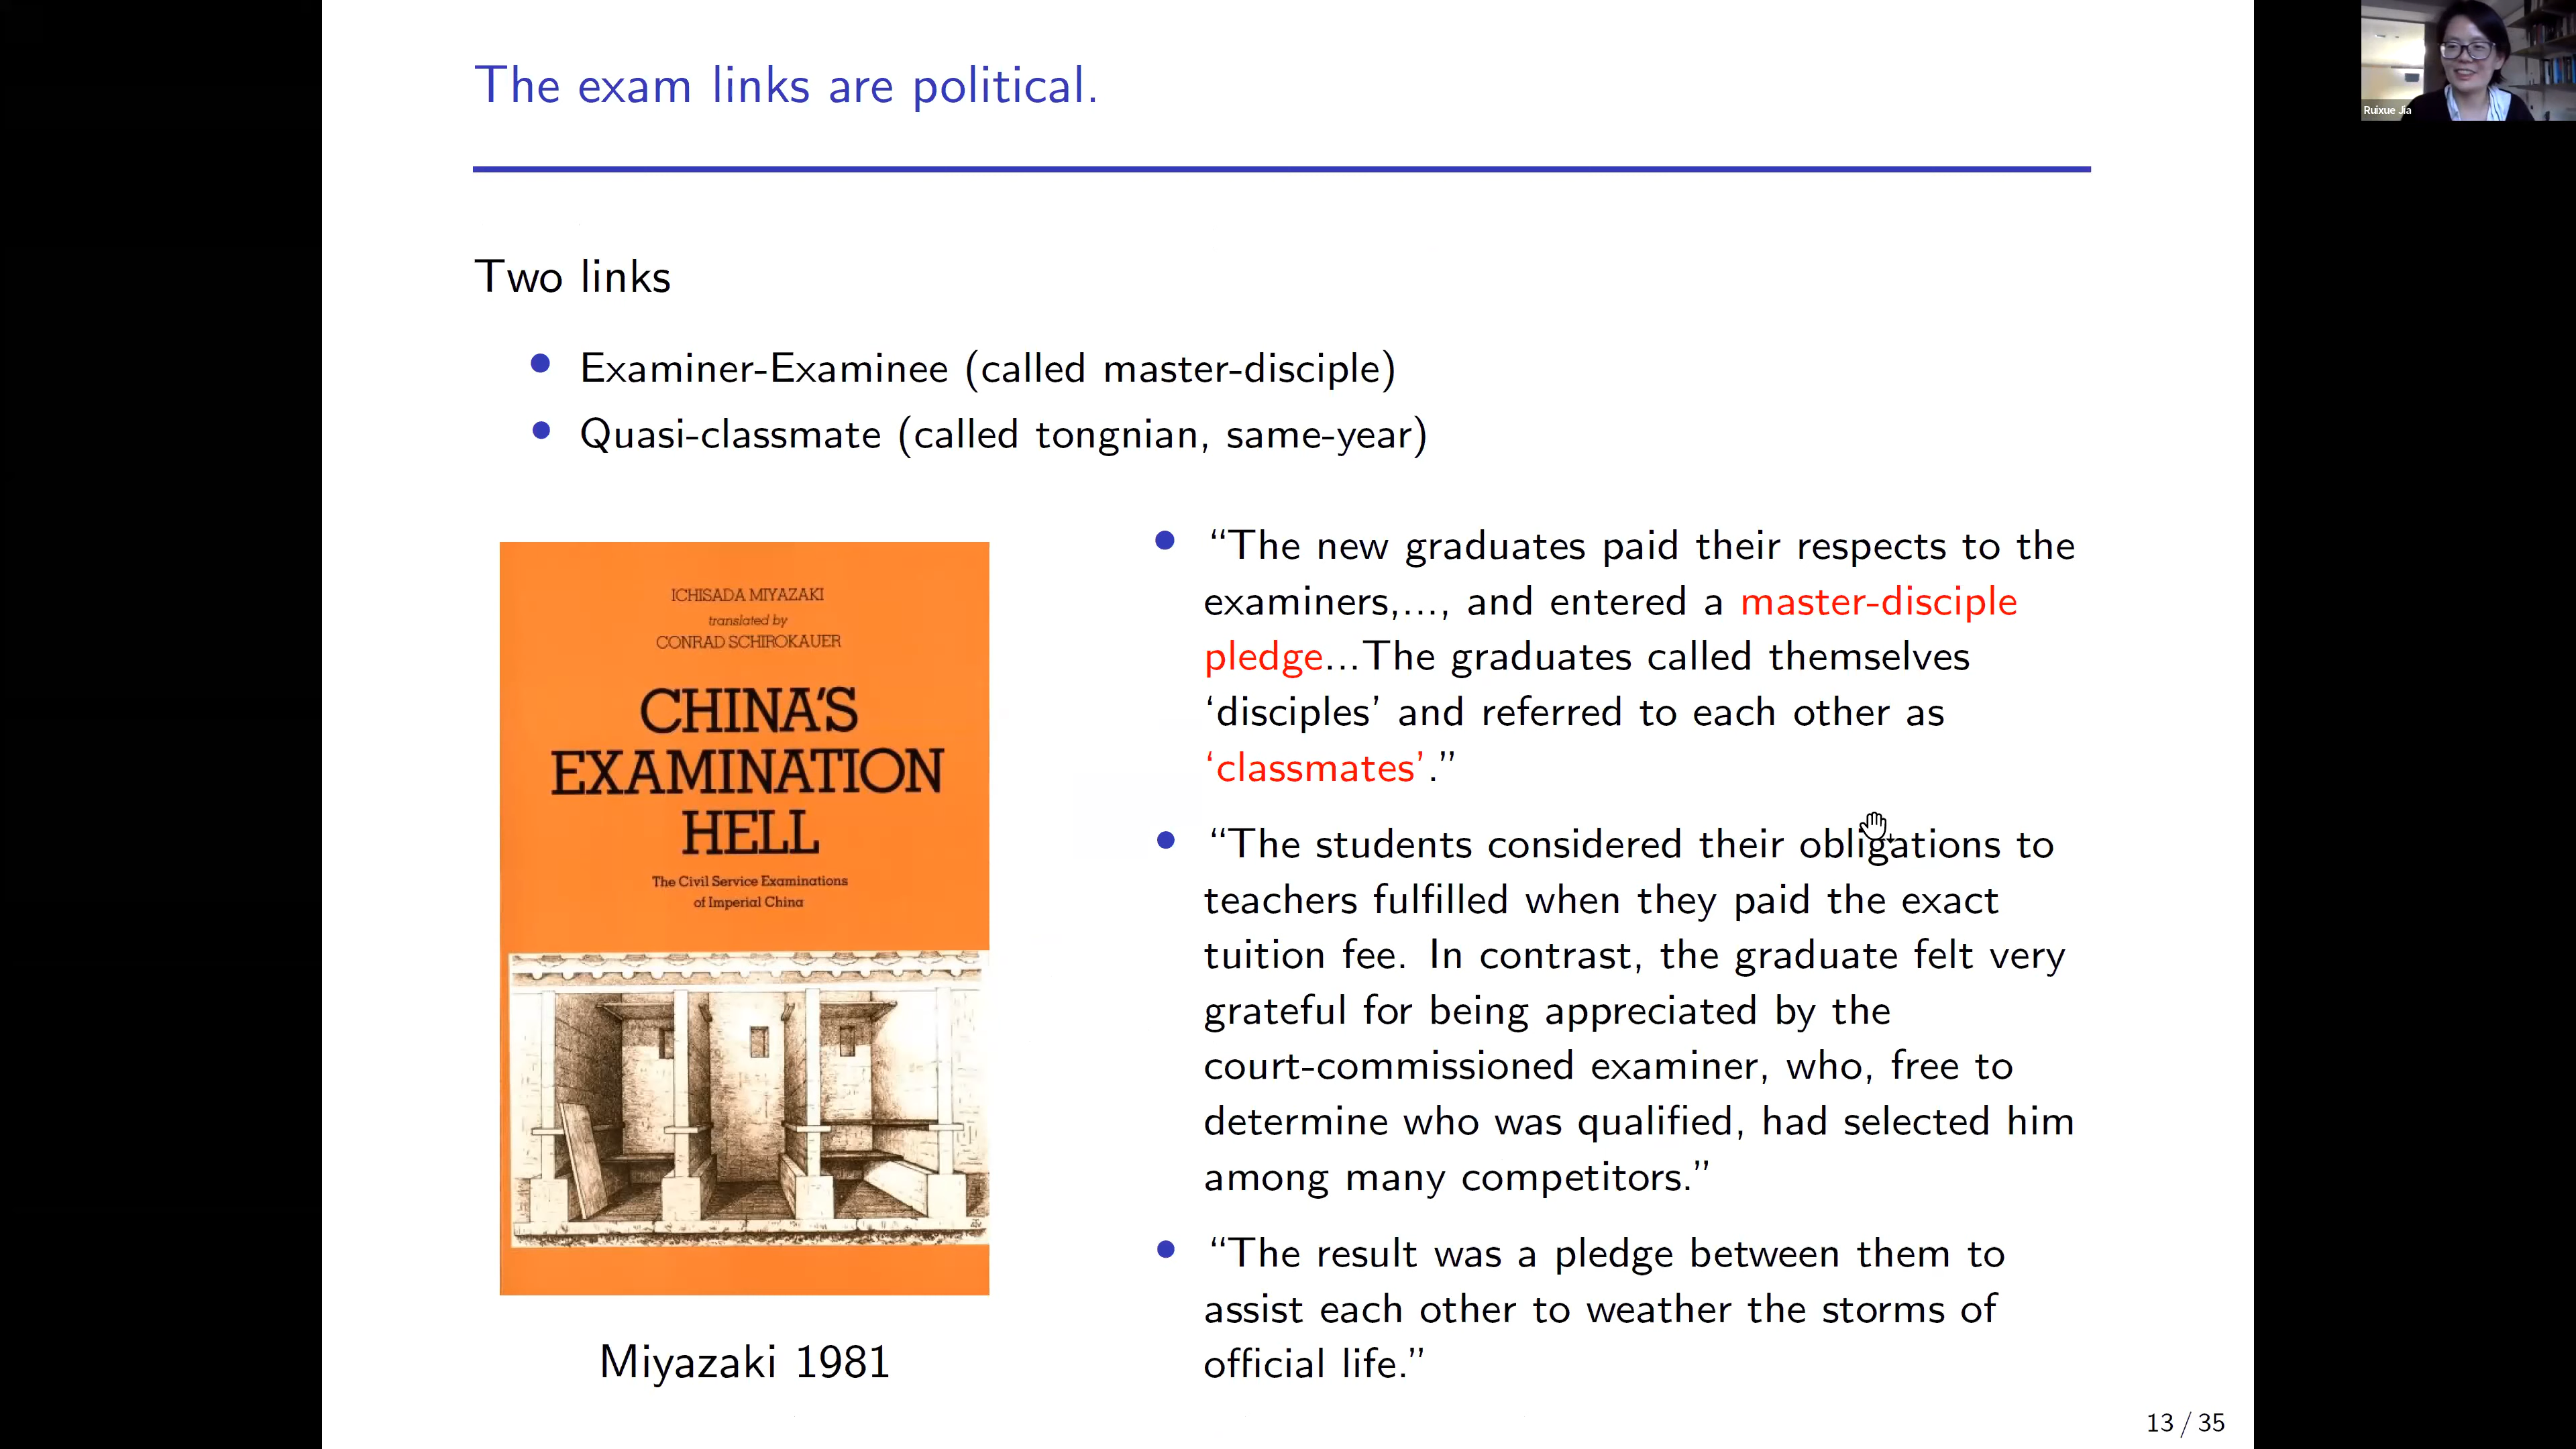 The exam links are political.
Ruixue Jia
Two links
Examiner-Examinee (called master-disciple)
Quasi-classmate (called tongnian, same-year)
ICHISADA MIYAZAKI
translated by
CONRAD SCHIROKAUER
CHINA'S
EXAMINATION
HELL
The Civil Service Examinations
of Imperial China
Miyazaki 1981
“The new graduates paid their respects to the
examiners,..., and entered a master-disciple
pledge...The graduates called themselves
‘disciples’ and referred to each other as
‘classmates’.”
“The students considered their obligations to
teachers fulfilled when they paid the exact
tuition fee. In contrast, the graduate felt very
grateful for being appreciated by the
court-commissioned examiner, who, free to
determine who was qualified, had selected him
among many competitors.”
“The result was a pledge between them to
assist each other to weather the storms of
official life.”
13 / 35